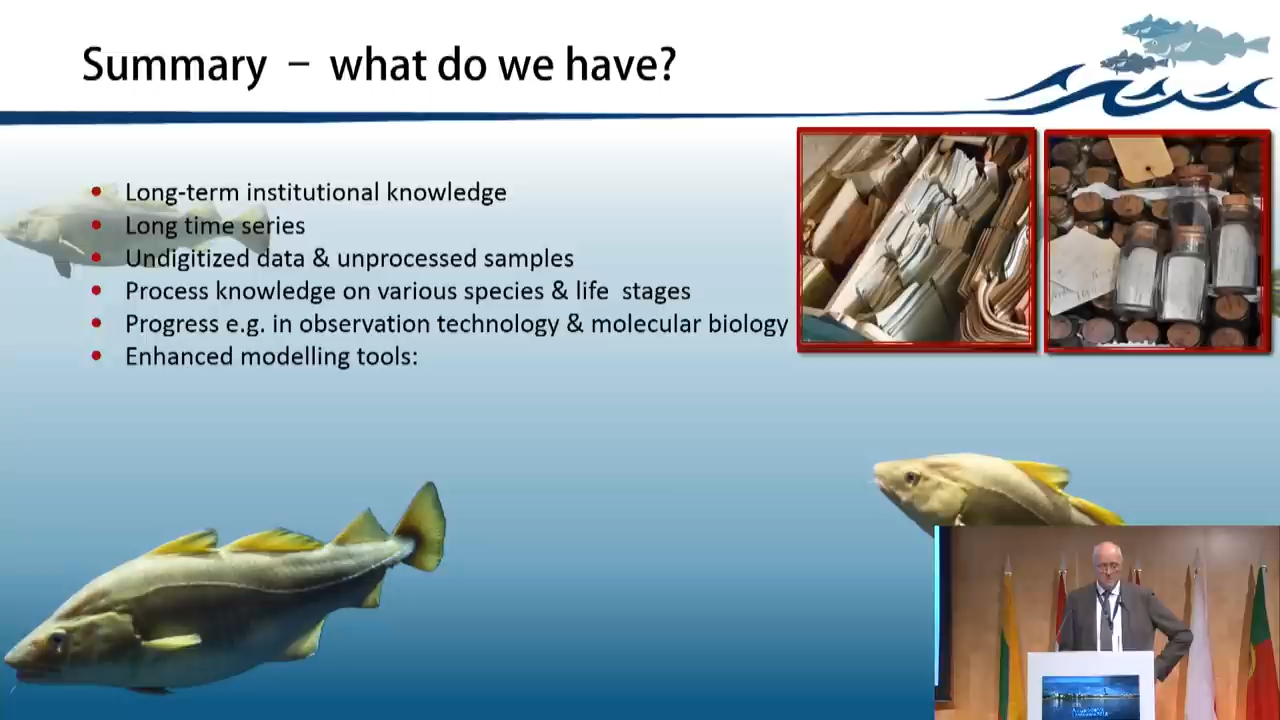 Summary – what do we have?
• Long-term institutional knowledge
• Long time series
• Undigitized data & unprocessed samples
• Process knowledge on various species & life stages
• Progress e.g. in observation technology & molecular biology
• Enhanced modelling tools: